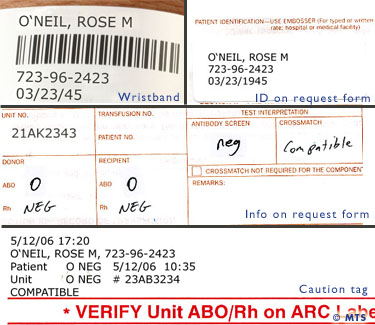 O'NEIL, ROSE M
723-96-2423
03/23/45
Wristband
PATIENT IDENTIFICATION—USE EMBOSSER (For typed or written
rate; hospital or medical facility)
O'NEIL, ROSE M
723-96-2423
03/23/1945
ID on request form
UNIT NO.
21AK2343
TRANSFUSION NO.
PATIENT NO.
TEST INTERPRETATION
ANTIBODY SCREEN
neg
CROSSMATCH
Compatible
DONOR
ABO O
Rh NEG
RECIPIENT
ABO O
Rh NEG
CROSSMATCH NOT REQUIRED FOR THE COMPONENT
REMARKS:
Info on request form
5/12/06 17:20
O'NEIL, ROSE M, 723-96-2423
Patient O NEG 5/12/06 10:35
Unit O NEG # 23AB3234
COMPATIBLE
Caution tag
* VERIFY Unit ABO/Rh on ARC
© MTS